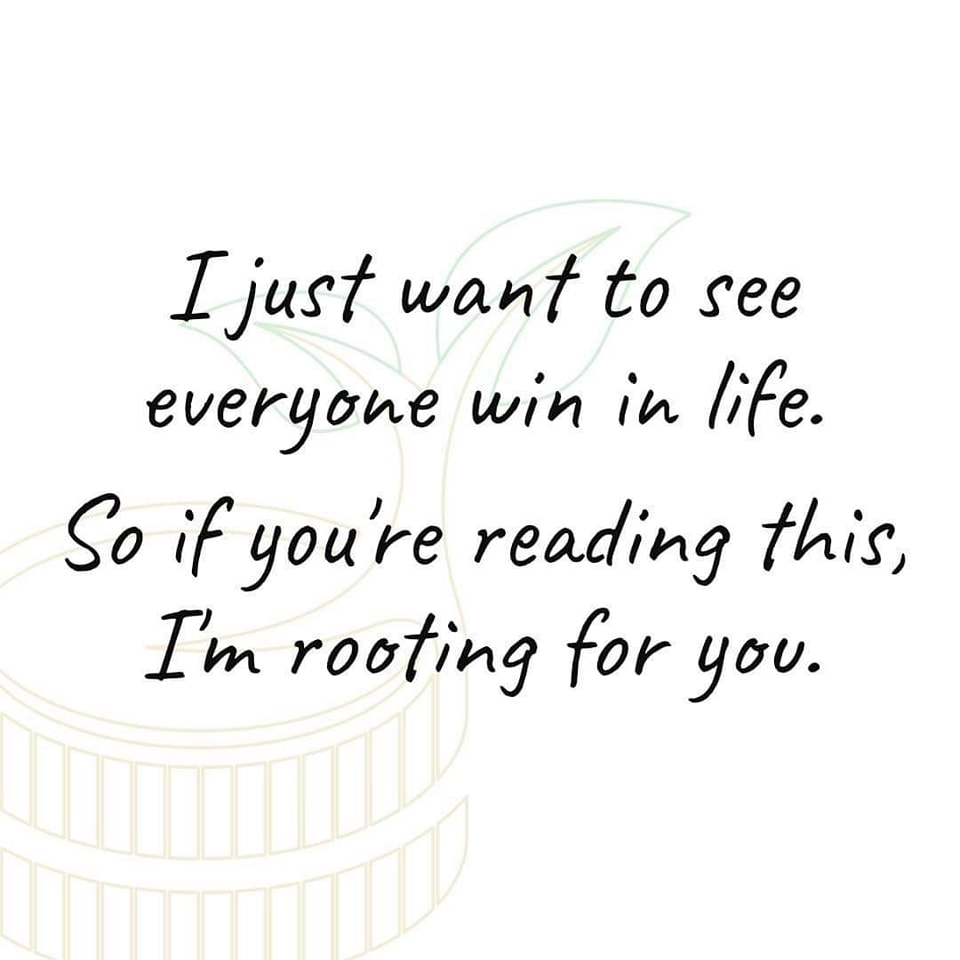 I just want to see
everyone win in life.
So if you're reading this,
I'm rooting for you.